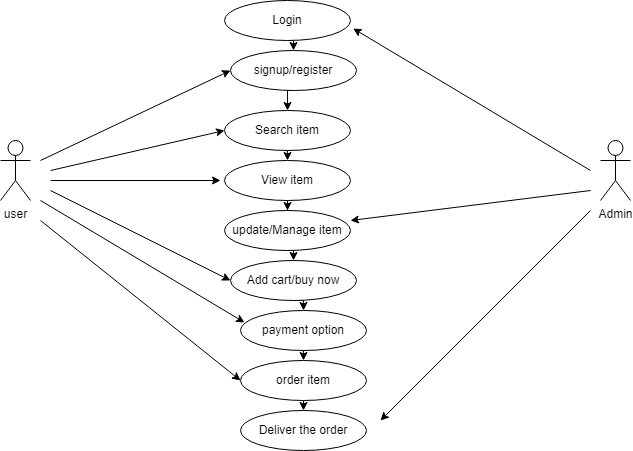 Login
signup/register
Search item
View item
user
Admin
update/Manage item
Add cart/buy now
payment option
order item
Deliver the order